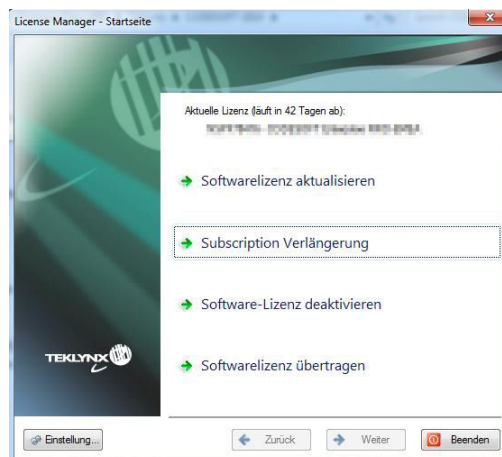 License Manager - Startseite
Aktuelle Lizenz (läuft in 42 Tagen ab):
Softwarelizenz aktualisieren
Subscription Verlängerung
Software-Lizenz deaktivieren
Softwarelizenz übertragen
TEKLYNX
Einstellung...
Zurück
Weiter
Beenden